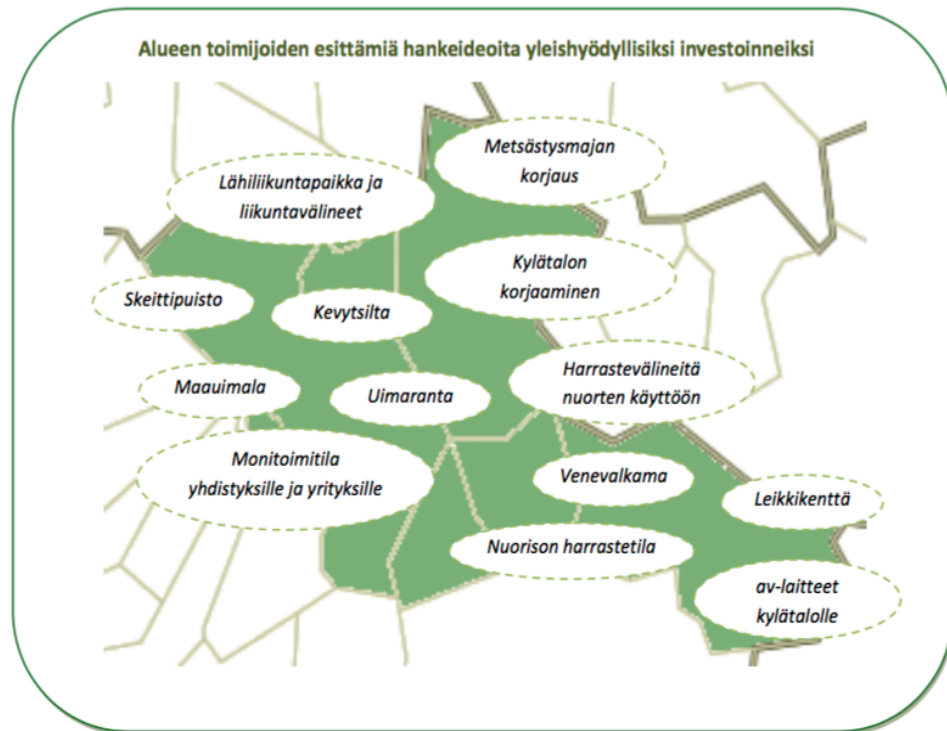 Alueen toimijoiden esittämiä hankeideoita yleishyödyllisiksi investoinneiksi
Metsästysmajan
korjaus
Lähiliikuntapaikka ja
liikuntavälineet
Kylätalon
korjaaminen
Skeittipuisto
Kevytsilta
Harrastevälineitä
nuorten käyttöön
Maauimala
Uimaranta
Monitoimitila
yhdistyksille ja yrityksille
Venevalkama
Leikkikenttä
Nuorison harrastetila
av-laitteet
kylätalolle